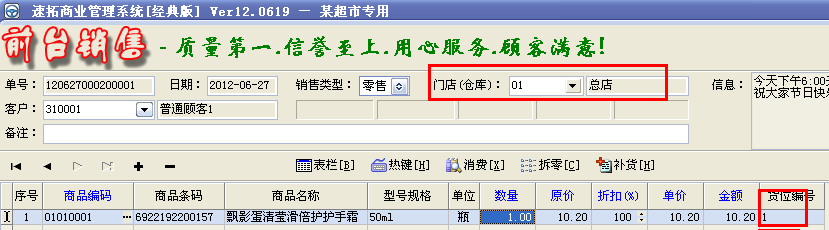 速拓商业管理系统[经典版] Ver12.0619 － 某超市专用
前台销售 - 质量第一.信誉至上.用心服务.顾客满意!
单号: 120627000200001 日期: 2012-06-27 销售类型: 零售 门店(仓库): 01 总店 信息: 今天下午6:00
祝大家节日快
客户: 310001 普通顾客1
备注:
表栏[B] 热键[H] 消费[X] 拆零[C] 补货[H]
序号 商品编码 商品条码 商品名称 型号规格 单位 数量 原价 折扣(%) 单价 金额 货位编号
1 01010001 ... 6922192200157 飘影蛋清莹滑倍护护手霜 50ml 瓶 1.00 10.20 100 10.20 10.20 1